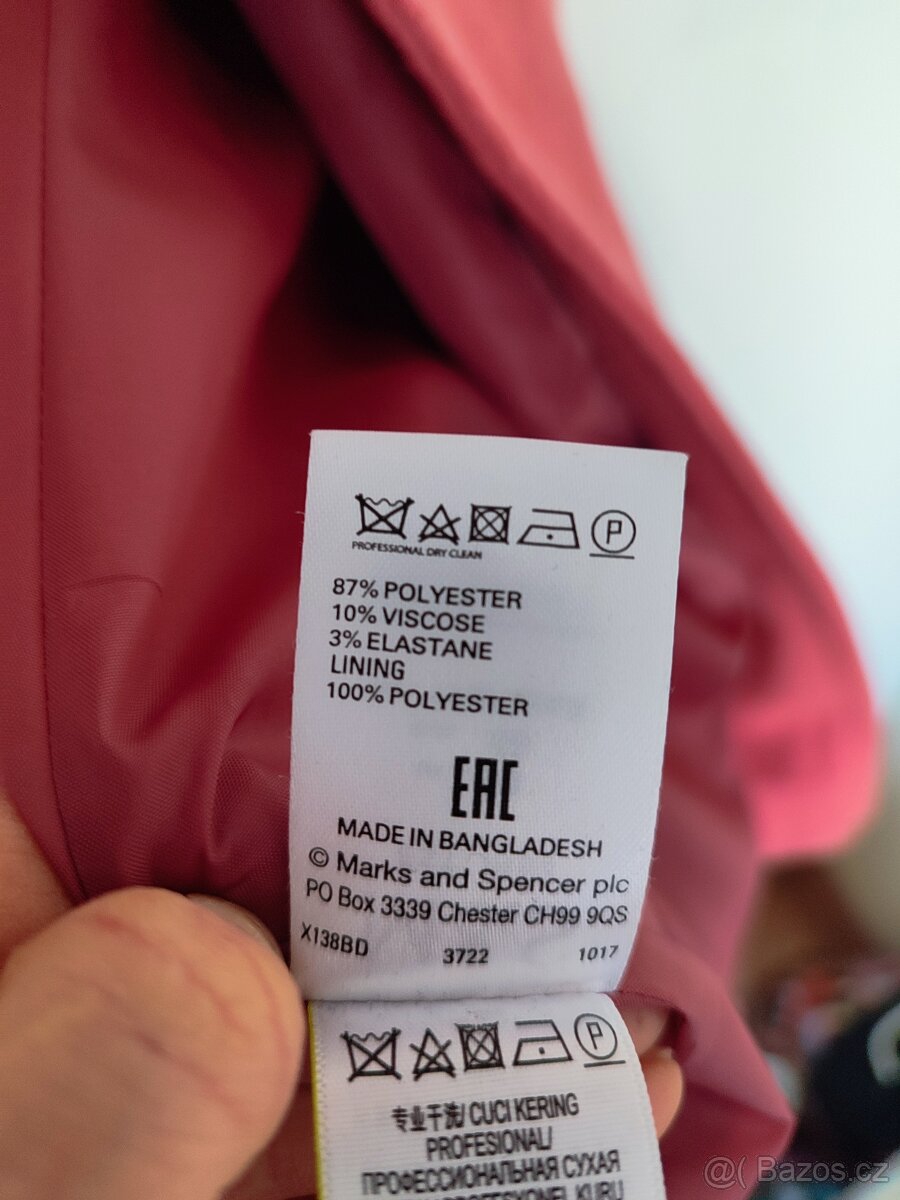 P
PROFESSIONAL DRY CLEAN
87% POLYESTER
10% VISCOSE
3% ELASTANE
LINING
100% POLYESTER
EAC
MADE IN BANGLADESH
© Marks and Spencer plc
PO Box 3339 Chester CH99 9QS
X138BD 3722 1017
P
专业干洗/ CUCI KERING
PROFESIONAL/
ПРОФЕССИОНАЛЬНАЯ СУХАЯ
KURU
@( Bazos.cz